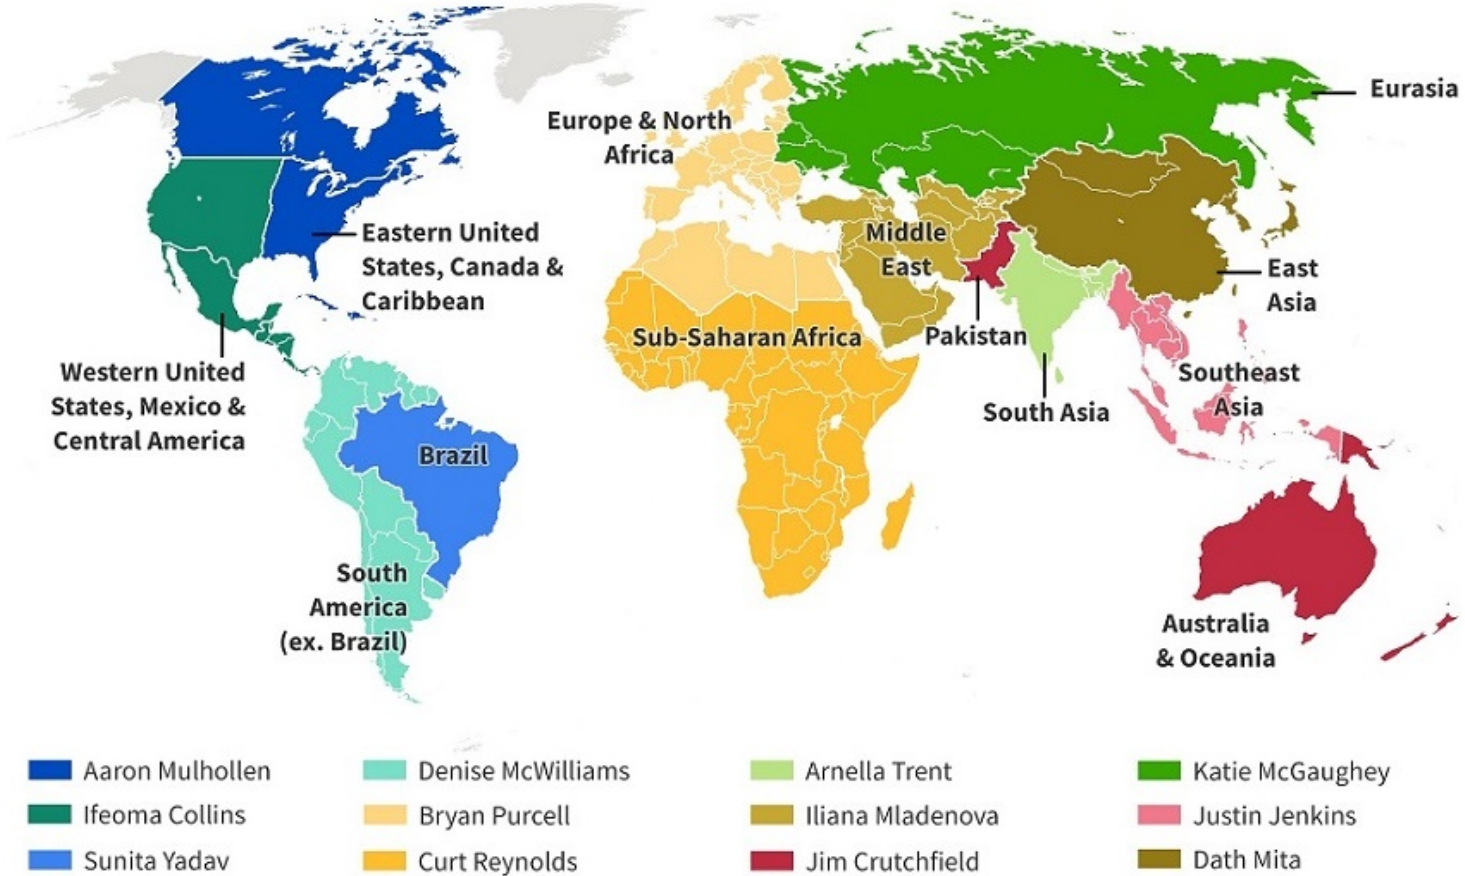 Eurasia
Europe & North
Africa
Eastern United
States, Canada &
Caribbean
Middle
East
East
Asia
Sub-Saharan Africa
Pakistan
Western United
States, Mexico &
Central America
Southeast
Asia
South Asia
Brazil
South
America
(ex. Brazil)
Australia
& Oceania
Aaron Mulhollen
Denise McWilliams
Arnella Trent
Katie McGaughey
Ifeoma Collins
Bryan Purcell
Iliana Mladenova
Justin Jenkins
Sunita Yadav
Curt Reynolds
Jim Crutchfield
Dath Mita